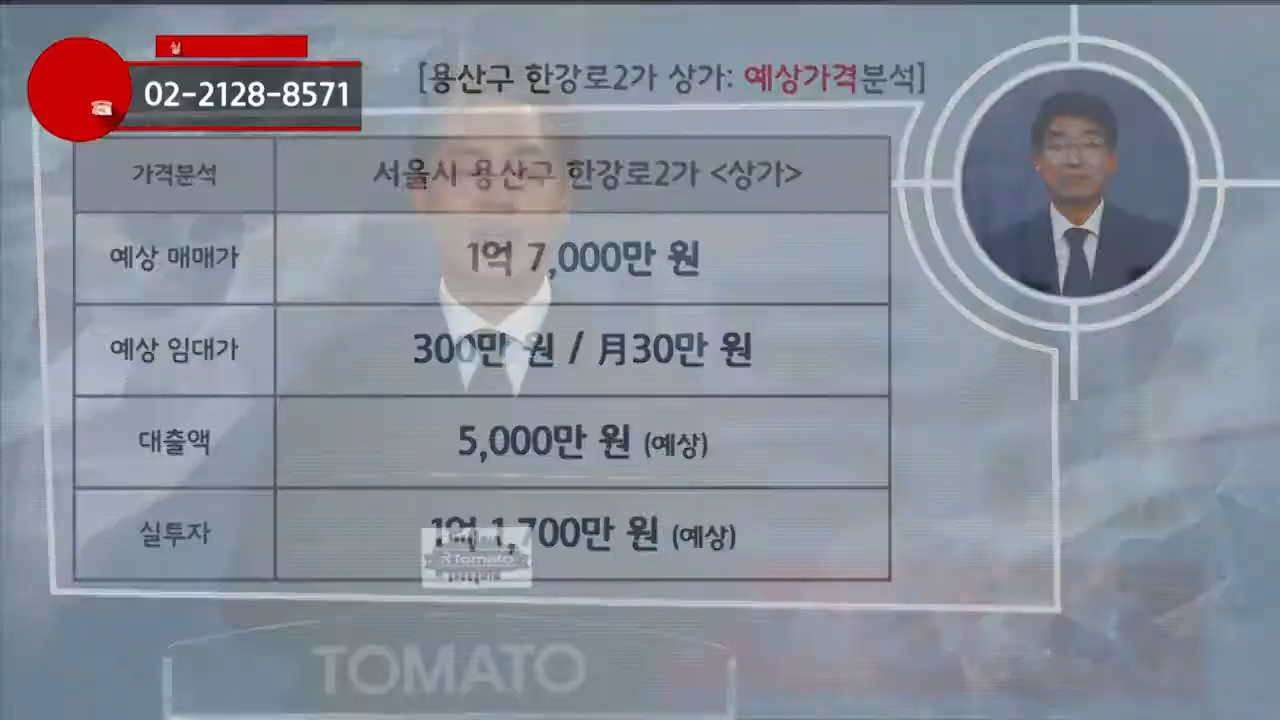 02-2128-8571
[용산구 한강로2가 상가: 예상가격분석]
가격분석 서울시 용산구 한강로2가 <상가>
예상 매매가 1억 7,000만 원
예상 임대가 300만 원 / 月30만 원
대출액 5,000만 원 (예상)
실투자 1억 1,700만 원 (예상)
Tomato
TOMATO